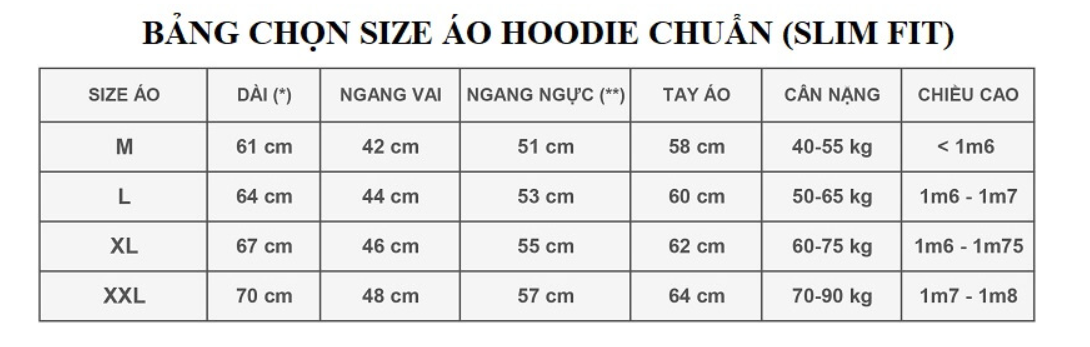 BẢNG CHỌN SIZE ÁO HOODIE CHUẨN (SLIM FIT)
SIZE ÁO DÀI (*) NGANG VAI NGANG NGỰC (**) TAY ÁO CÂN NẶNG CHIỀU CAO
M 61 cm 42 cm 51 cm 58 cm 40-55 kg < 1m6
L 64 cm 44 cm 53 cm 60 cm 50-65 kg 1m6 - 1m7
XL 67 cm 46 cm 55 cm 62 cm 60-75 kg 1m6 - 1m75
XXL 70 cm 48 cm 57 cm 64 cm 70-90 kg 1m7 - 1m8